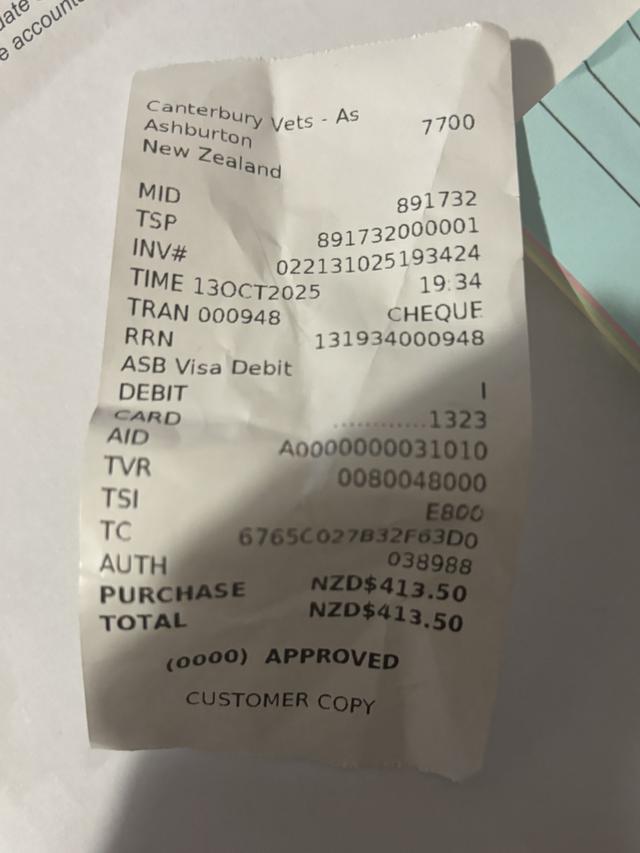 date
e account
Canterbury Vets - As
Ashburton 7700
New Zealand
MID 891732
TSP 891732000001
INV# 022131025193424
TIME 13OCT2025 19:34
TRAN 000948 CHEQUE
RRN 131934000948
ASB Visa Debit
DEBIT I
CARD ............1323
AID A0000000031010
TVR 0080048000
TSI E800
TC 6765C027B32F63D0
AUTH 038988
PURCHASE NZD$413.50
TOTAL NZD$413.50
(0000) APPROVED
CUSTOMER COPY